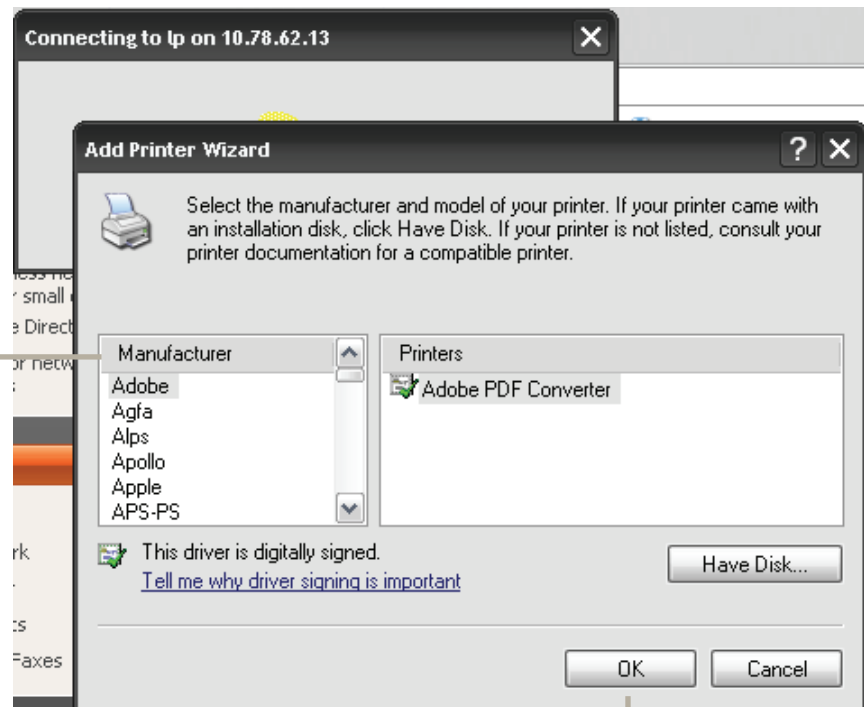 Connecting to lp on 10.78.62.13
Add Printer Wizard
Select the manufacturer and model of your printer. If your printer came with
an installation disk, click Have Disk. If your printer is not listed, consult your
printer documentation for a compatible printer.
small
Direct
Manufacturer
Printers
Adobe
Agfa
Alps
Apollo
Apple
APS-PS
Adobe PDF Converter
This driver is digitally signed.
Tell me why driver signing is important
Have Disk...
Faxes
OK
Cancel